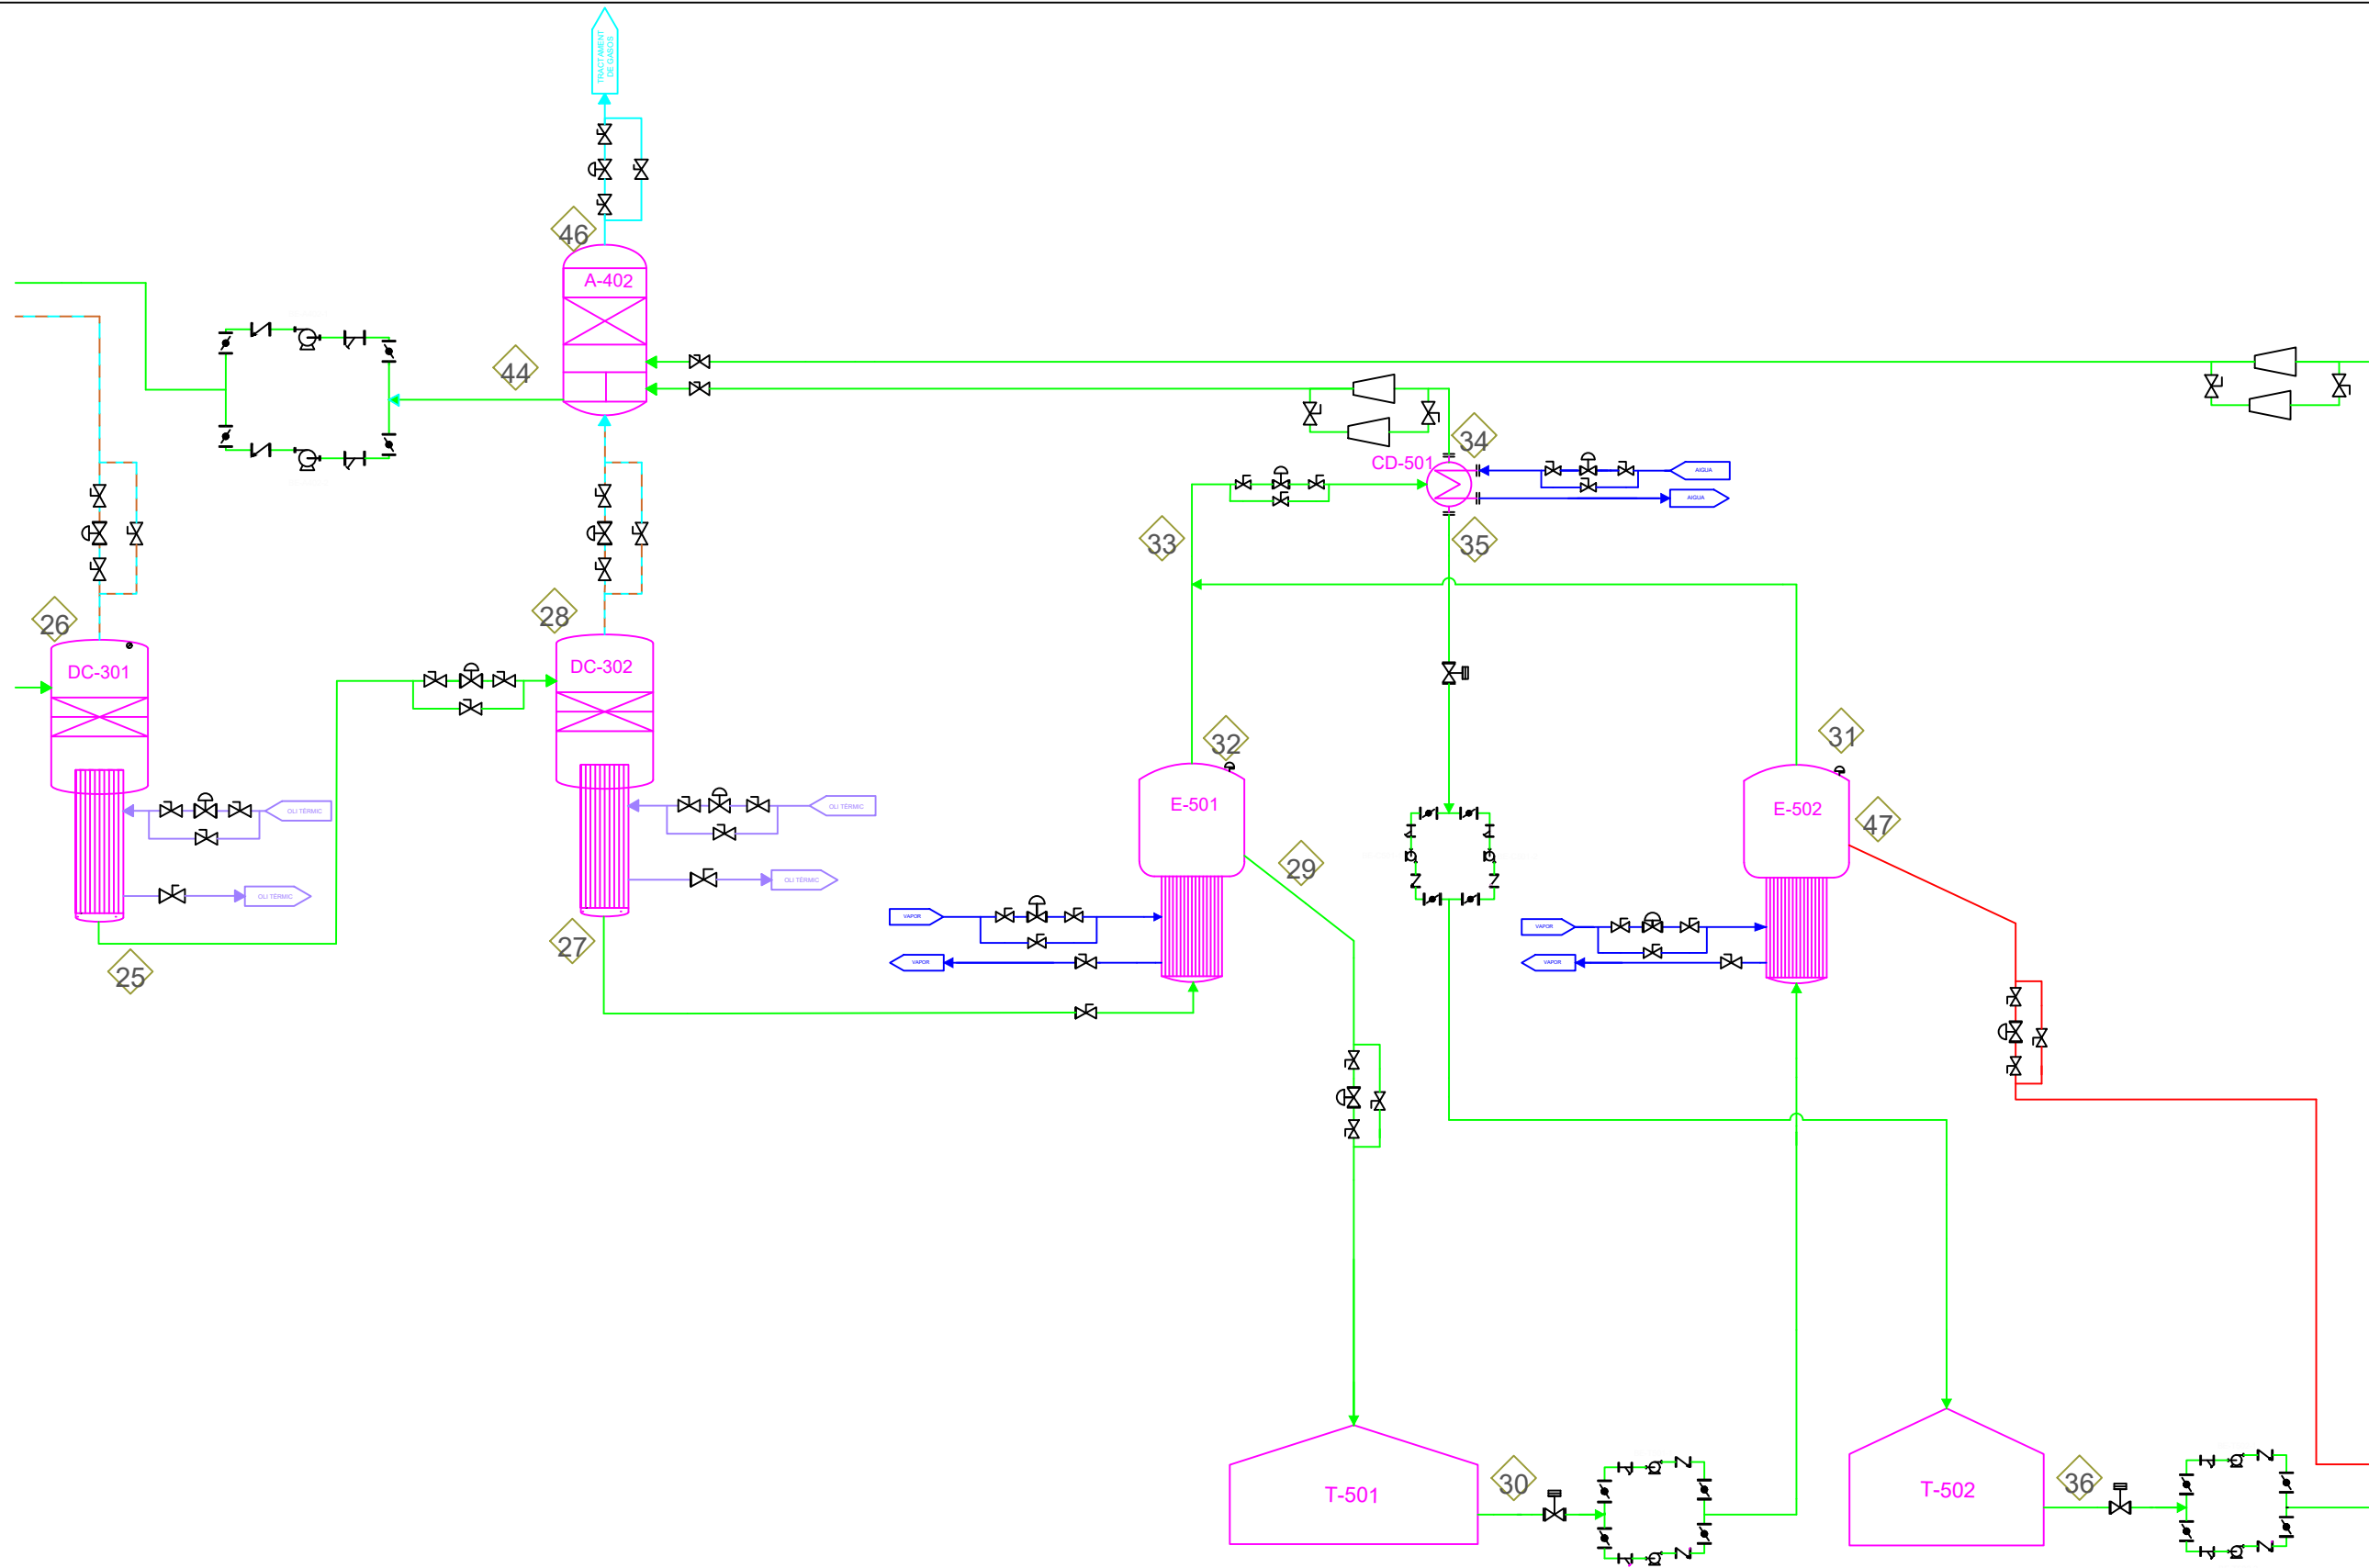 TRACTAMENT
DE GASOS
46
A-402
44
34
CD-501
AIGUA
AIGUA
33
35
26
28
DC-301
DC-302
32
31
E-501
E-502
47
OLI TÈRMIC
OLI TÈRMIC
29
OLI TÈRMIC
OLI TÈRMIC
VAPOR
VAPOR
27
25
VAPOR
VAPOR
30
36
T-501
T-502